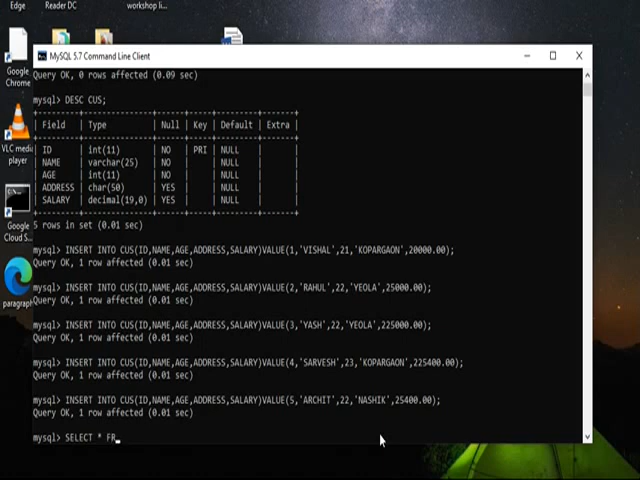 Edge
Reader DC
workshop li...
MySQL 5.7 Command Line Client
Google
Chrome
VLC media
player
Google
Cloud S...
paragraph
Query OK, 0 rows affected (0.09 sec)
mysql> DESC CUS;
+---------+---------------+------+-----+---------+-------+
| Field | Type | Null | Key | Default | Extra |
+---------+---------------+------+-----+---------+-------+
| ID | int(11) | NO | PRI | NULL | |
| NAME | varchar(25) | NO | | NULL | |
| AGE | int(11) | NO | | NULL | |
| ADDRESS | char(50) | YES | | NULL | |
| SALARY | decimal(19,0) | YES | | NULL | |
+---------+---------------+------+-----+---------+-------+
5 rows in set (0.01 sec)
mysql> INSERT INTO CUS(ID,NAME,AGE,ADDRESS,SALARY)VALUE(1,'VISHAL',21,'KOPARGAON',20000.00);
Query OK, 1 row affected (0.01 sec)
mysql> INSERT INTO CUS(ID,NAME,AGE,ADDRESS,SALARY)VALUE(2,'RAHUL',22,'YEOLA',25000.00);
Query OK, 1 row affected (0.01 sec)
mysql> INSERT INTO CUS(ID,NAME,AGE,ADDRESS,SALARY)VALUE(3,'YASH',22,'YEOLA',225000.00);
Query OK, 1 row affected (0.01 sec)
mysql> INSERT INTO CUS(ID,NAME,AGE,ADDRESS,SALARY)VALUE(4,'SARVESH',23,'KOPARGAON',225400.00);
Query OK, 1 row affected (0.01 sec)
mysql> INSERT INTO CUS(ID,NAME,AGE,ADDRESS,SALARY)VALUE(5,'ARCHIT',22,'NASHIK',25400.00);
Query OK, 1 row affected (0.01 sec)
mysql> SELECT * FR_